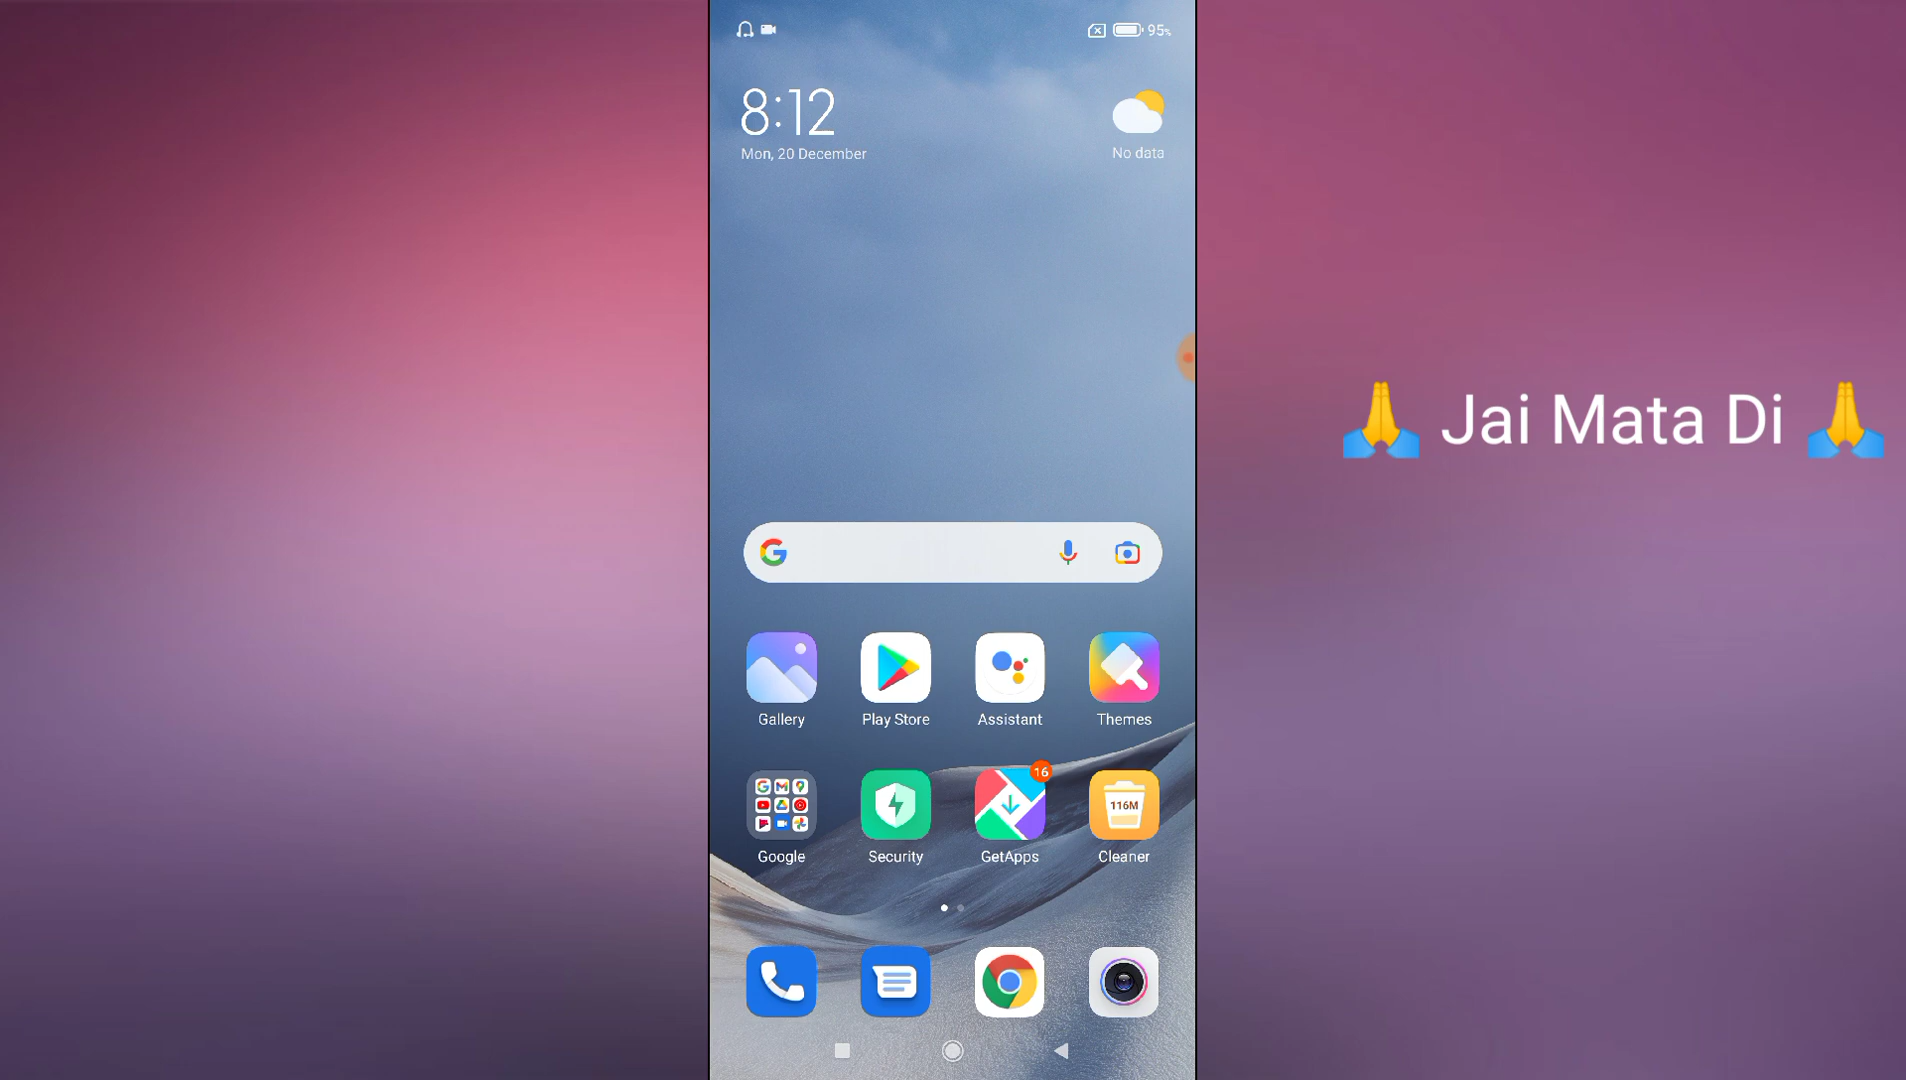 95%
8:12
Mon, 20 December
No data
🙏 Jai Mata Di 🙏
Gallery
Play Store
Assistant
Themes
16
116M
Google
Security
GetApps
Cleaner